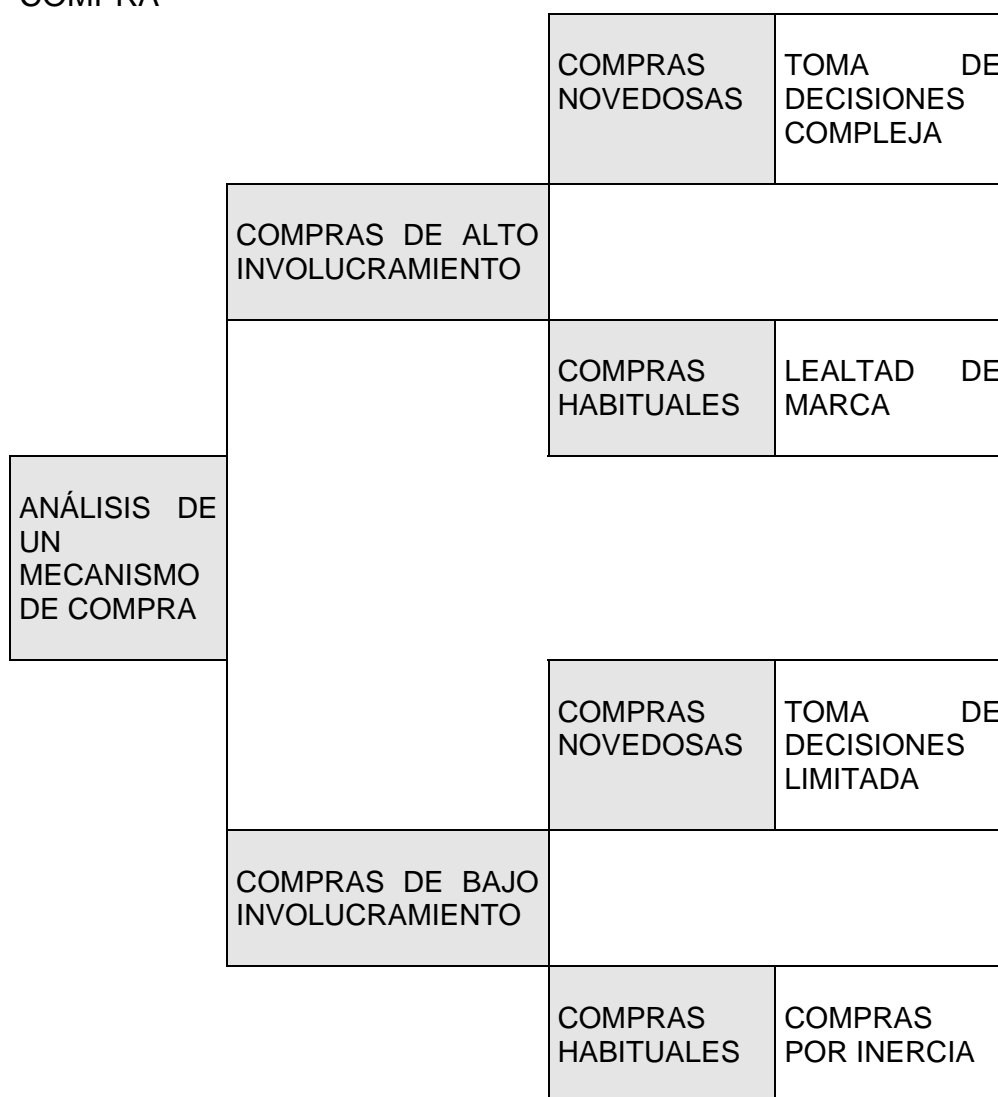 COMPRA
COMPRAS
NOVEDOSAS
TOMA DE
DECISIONES
COMPLEJA
COMPRAS DE ALTO
INVOLUCRAMIENTO
COMPRAS
HABITUALES
LEALTAD DE
MARCA
ANÁLISIS DE
UN
MECANISMO
DE COMPRA
COMPRAS
NOVEDOSAS
TOMA DE
DECISIONES
LIMITADA
COMPRAS DE BAJO
INVOLUCRAMIENTO
COMPRAS
HABITUALES
COMPRAS
POR INERCIA